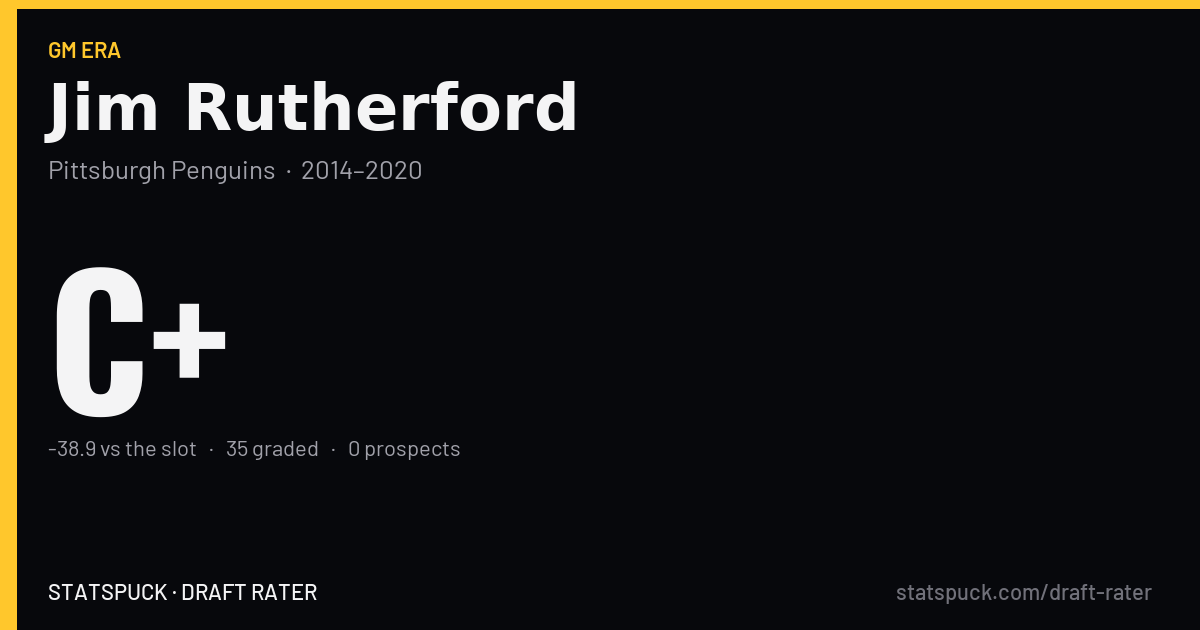 GM ERA
Jim Rutherford
Pittsburgh Penguins · 2014–2020
C+
-38.9 vs the slot · 35 graded · 0 prospects
STATSPUCK · DRAFT RATER
statspuck.com/draft-rater